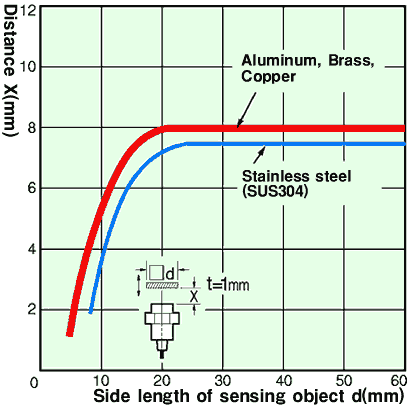 Distance X(mm)
12
10
8
6
4
2
0
Aluminum, Brass,
Copper
Stainless steel
(SUS304)
d
t=1mm
X
10 20 30 40 50 60
Side length of sensing object d(mm)